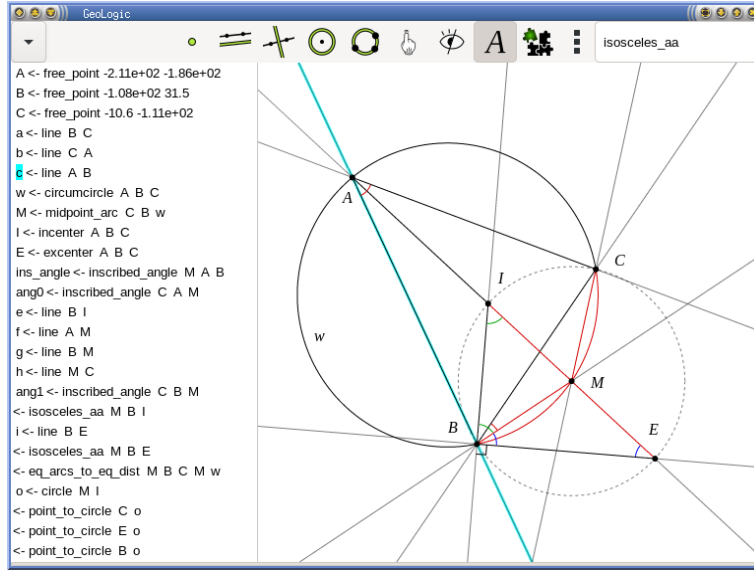 GeoLogic
A isosceles_aa
A <- free_point -2.11e+02 -1.86e+02
B <- free_point -1.08e+02 31.5
C <- free_point -10.6 -1.11e+02
a <- line B C
b <- line C A
c <- line A B
w <- circumcircle A B C
M <- midpoint_arc C B w
I <- incenter A B C
E <- excenter A B C
ins_angle <- inscribed_angle M A B
ang0 <- inscribed_angle C A M
e <- line B I
f <- line A M
g <- line B M
h <- line M C
ang1 <- inscribed_angle C B M
<- isosceles_aa M B I
i <- line B E
<- isosceles_aa M B E
<- eq_arcs_to_eq_dist M B C M w
o <- circle M I
<- point_to_circle C o
<- point_to_circle E o
<- point_to_circle B o
A
C
I
w
M
B
E